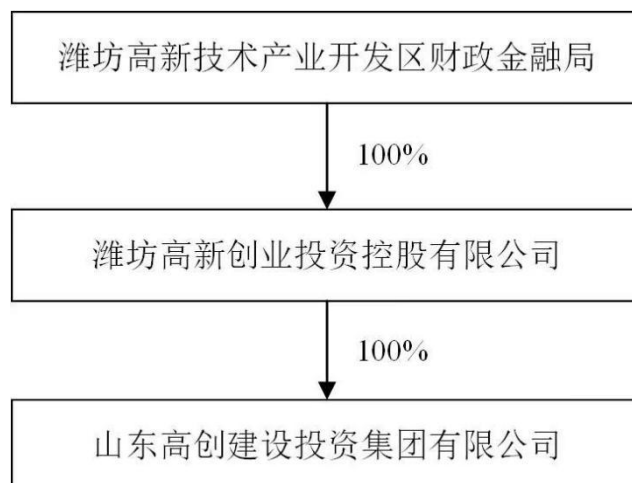 潍坊高新技术产业开发区财政金融局
100%
潍坊高新创业投资控股有限公司
100%
山东高创建设投资集团有限公司